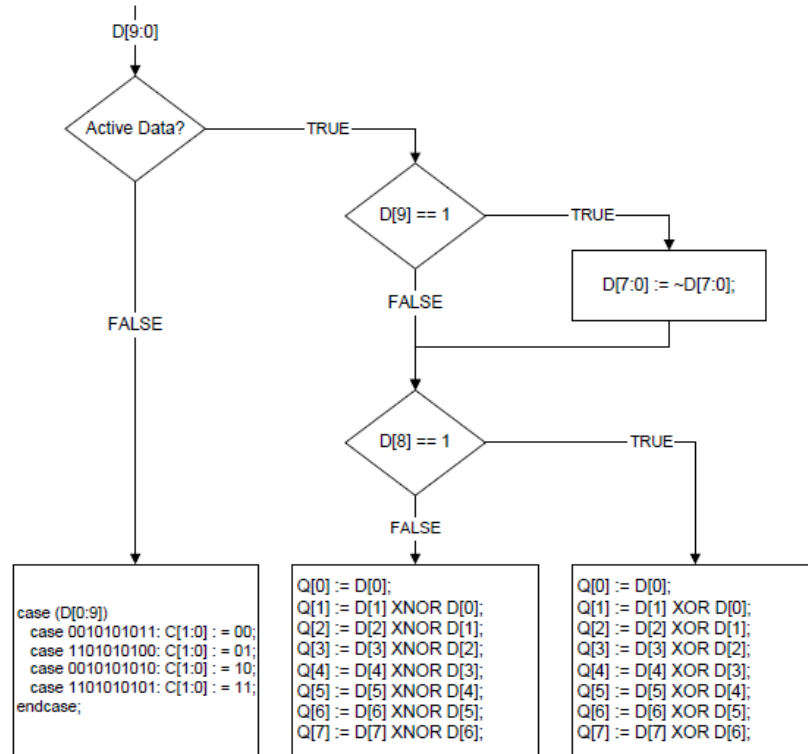 D[9:0]
Active Data?
TRUE
D[9] == 1
TRUE
D[7:0] := ~D[7:0];
FALSE
FALSE
D[8] == 1
TRUE
FALSE
case (D[0:9])
case 0010101011: C[1:0] : = 00;
case 1101010100: C[1:0] : = 01;
case 0010101010: C[1:0] : = 10;
case 1101010101: C[1:0] : = 11;
endcase;
Q[0] := D[0];
Q[1] := D[1] XNOR D[0];
Q[2] := D[2] XNOR D[1];
Q[3] := D[3] XNOR D[2];
Q[4] := D[4] XNOR D[3];
Q[5] := D[5] XNOR D[4];
Q[6] := D[6] XNOR D[5];
Q[7] := D[7] XNOR D[6];
Q[0] := D[0];
Q[1] := D[1] XOR D[0];
Q[2] := D[2] XOR D[1];
Q[3] := D[3] XOR D[2];
Q[4] := D[4] XOR D[3];
Q[5] := D[5] XOR D[4];
Q[6] := D[6] XOR D[5];
Q[7] := D[7] XOR D[6];